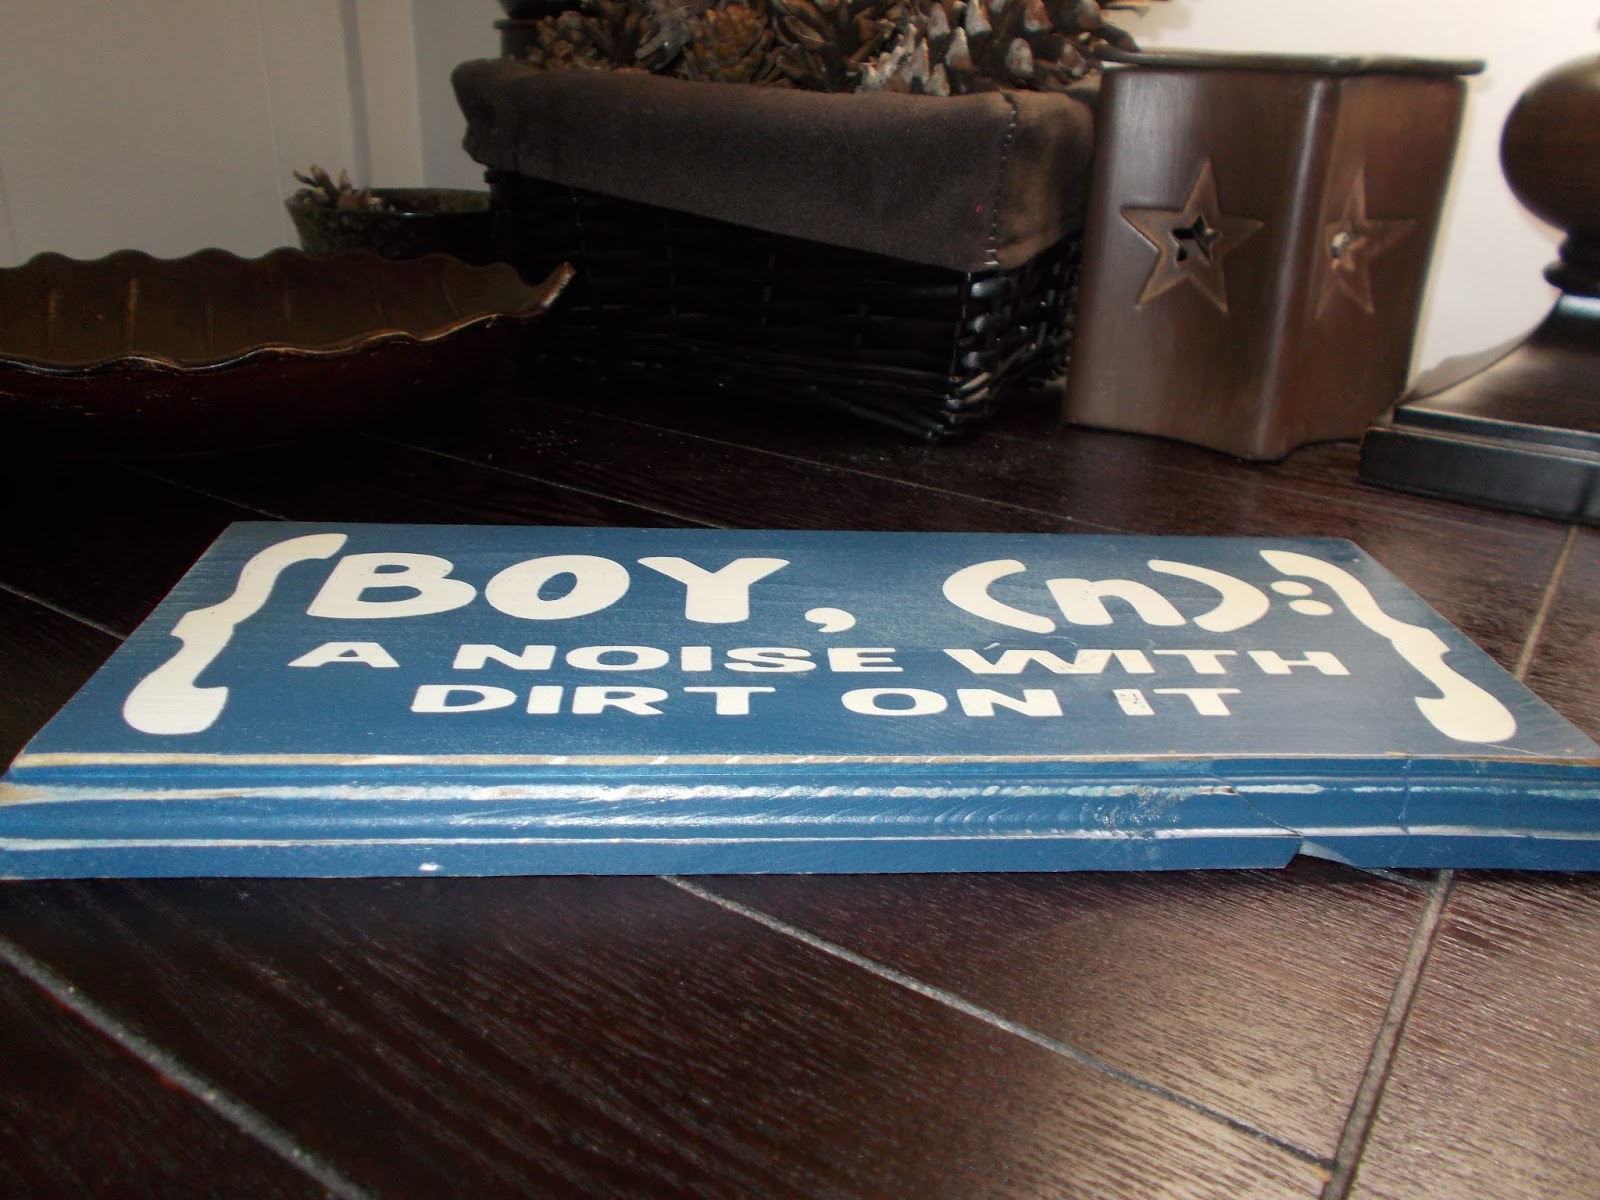 {BOY, (n):}
A NOISE WITH
DIRT ON IT